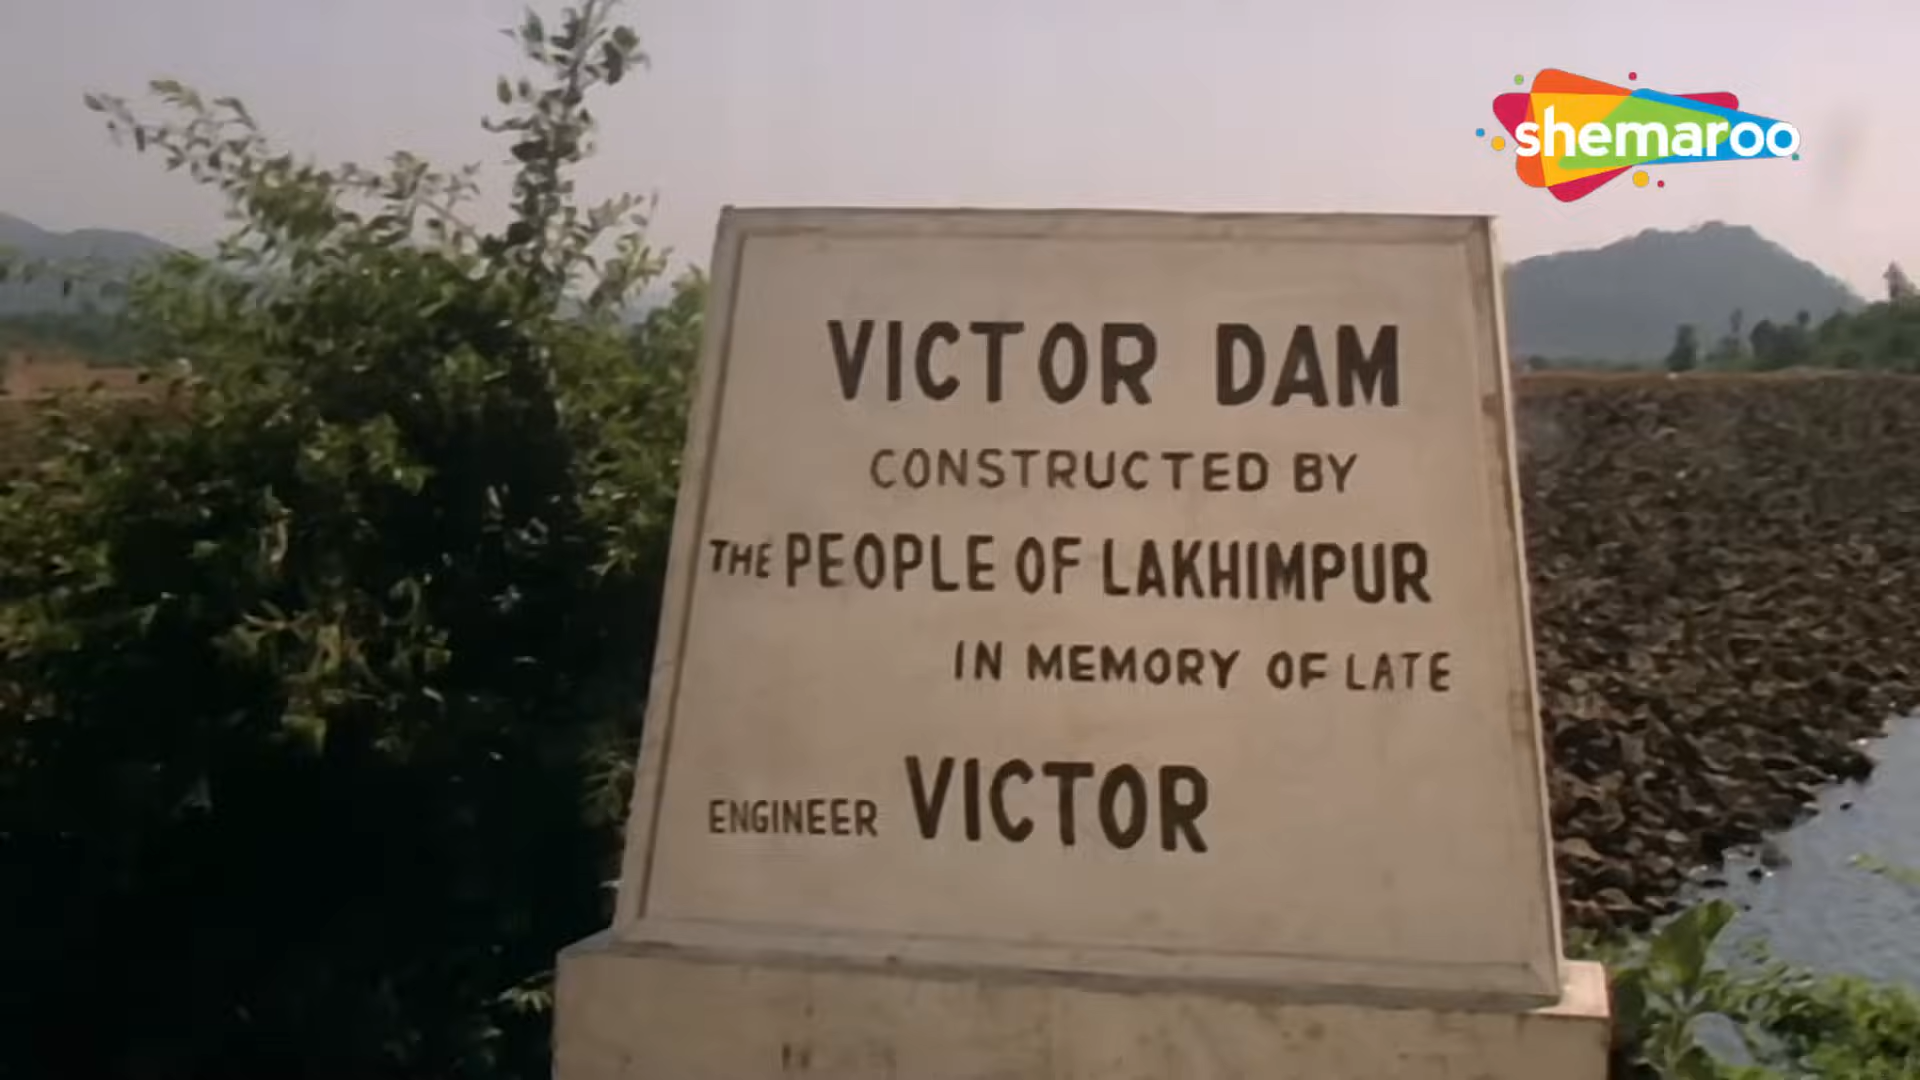 shemaroo
VICTOR DAM
CONSTRUCTED BY
THE PEOPLE OF LAKHIMPUR
IN MEMORY OF LATE
ENGINEER VICTOR